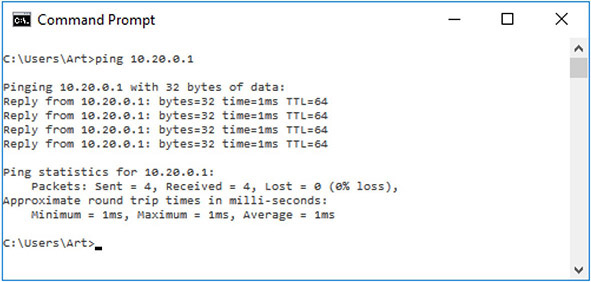 Command Prompt
C:\Users\Art>ping 10.20.0.1
Pinging 10.20.0.1 with 32 bytes of data:
Reply from 10.20.0.1: bytes=32 time=1ms TTL=64
Reply from 10.20.0.1: bytes=32 time=1ms TTL=64
Reply from 10.20.0.1: bytes=32 time=1ms TTL=64
Reply from 10.20.0.1: bytes=32 time=1ms TTL=64
Ping statistics for 10.20.0.1:
    Packets: Sent = 4, Received = 4, Lost = 0 (0% loss),
Approximate round trip times in milli-seconds:
    Minimum = 1ms, Maximum = 1ms, Average = 1ms
C:\Users\Art>